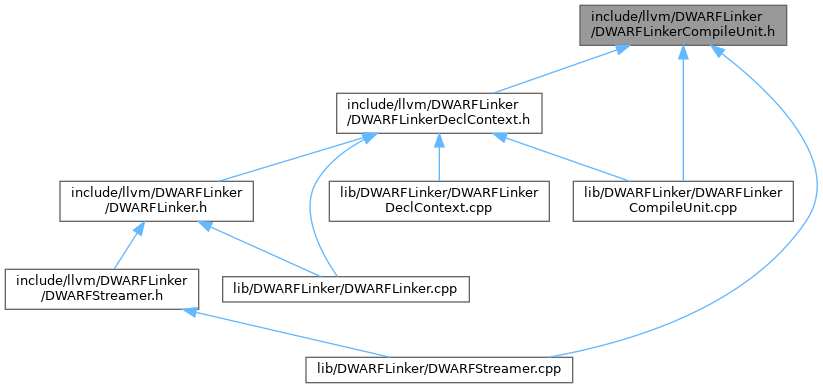 include/llvm/DWARFLinker
/DWARFLinkerCompileUnit.h
include/llvm/DWARFLinker
/DWARFLinkerDeclContext.h
include/llvm/DWARFLinker
/DWARFLinker.h
lib/DWARFLinker/DWARFLinker
DeclContext.cpp
lib/DWARFLinker/DWARFLinker
CompileUnit.cpp
include/llvm/DWARFLinker
/DWARFStreamer.h
lib/DWARFLinker/DWARFLinker.cpp
lib/DWARFLinker/DWARFStreamer.cpp